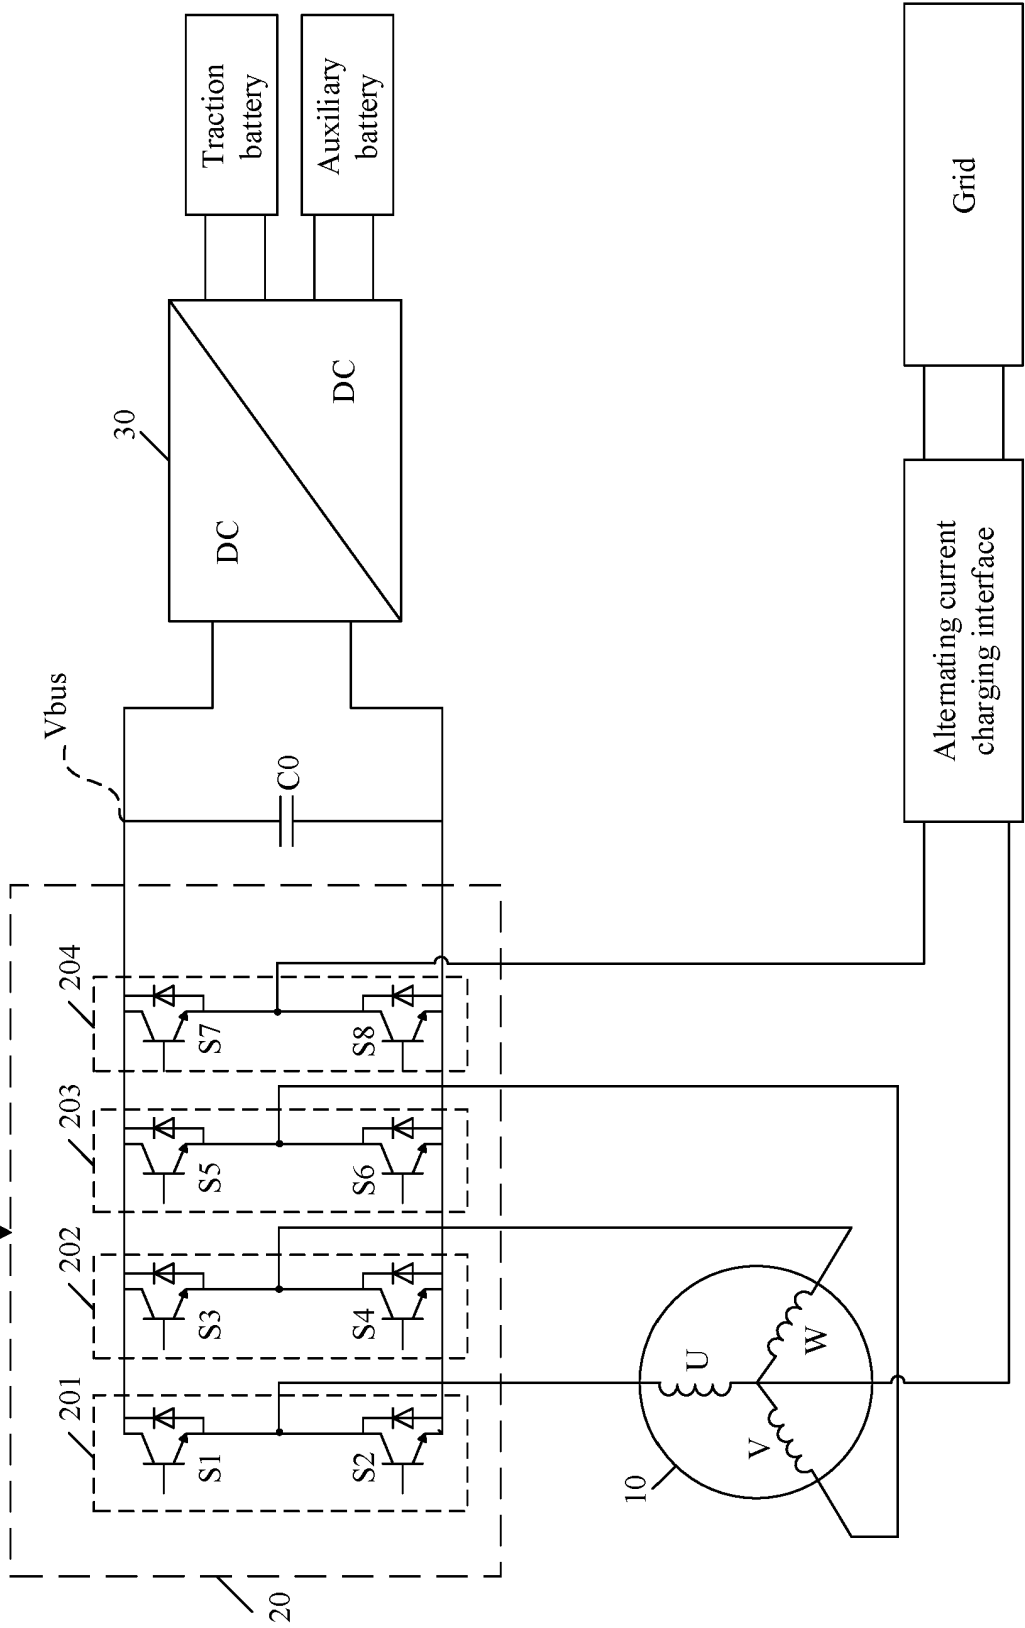 20
201
202
203
204
S1
S3
S5
S7
S2
S4
S6
S8
Vbus
C0
30
DC
DC
Traction
battery
Auxiliary
battery
10
U
V
W
Alternating current
charging interface
Grid